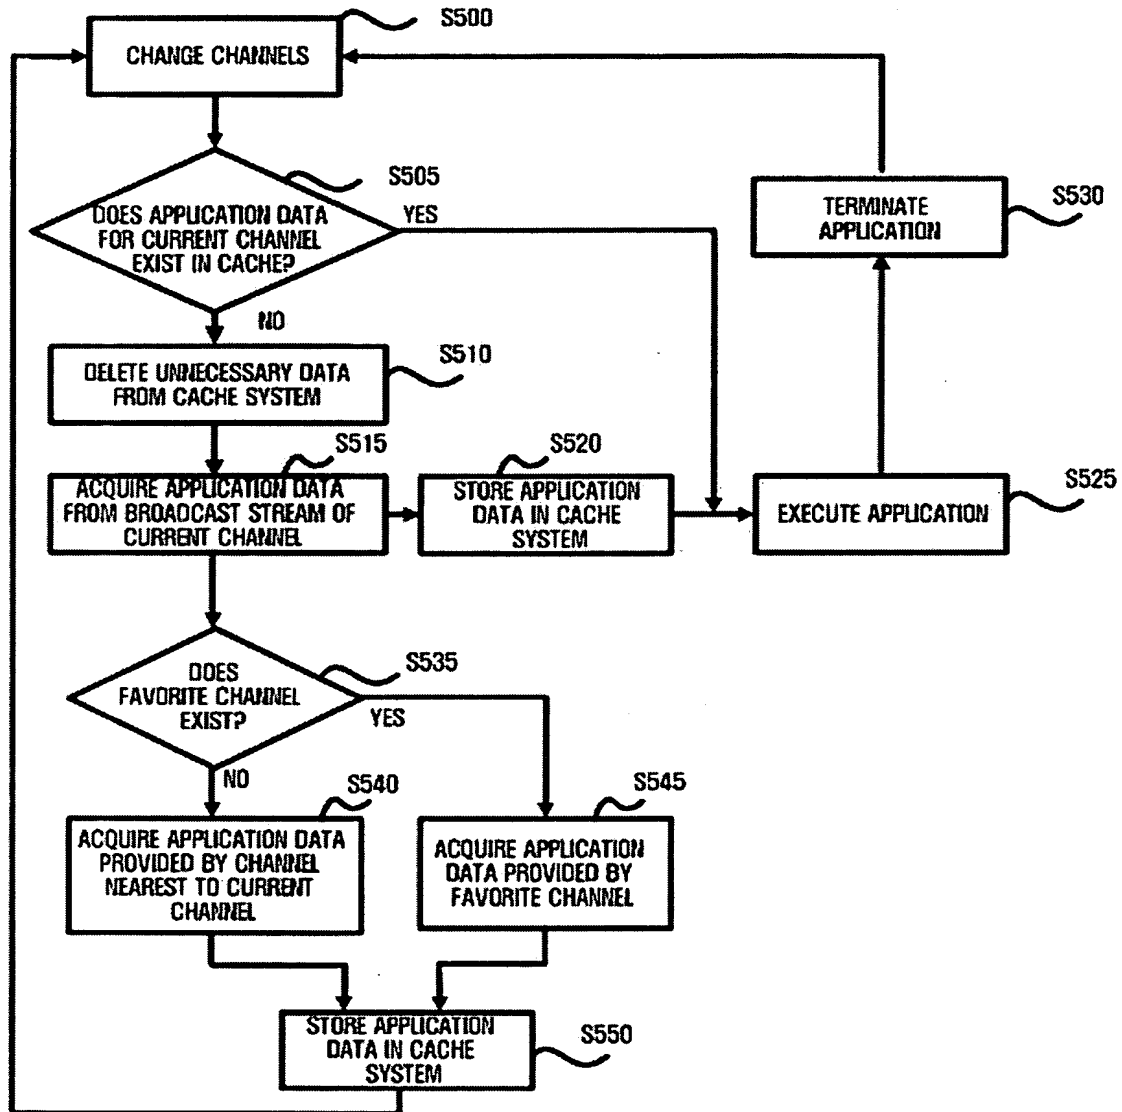 S500
CHANGE CHANNELS
S505
DOES APPLICATION DATA
FOR CURRENT CHANNEL
EXIST IN CACHE?
YES
NO
TERMINATE
APPLICATION
S530
S510
DELETE UNNECESSARY DATA
FROM CACHE SYSTEM
S515
ACQUIRE APPLICATION DATA
FROM BROADCAST STREAM OF
CURRENT CHANNEL
S520
STORE APPLICATION
DATA IN CACHE
SYSTEM
S525
EXECUTE APPLICATION
S535
DOES
FAVORITE CHANNEL
EXIST?
YES
NO
S540
ACQUIRE APPLICATION DATA
PROVIDED BY CHANNEL
NEAREST TO CURRENT
CHANNEL
S545
ACQUIRE APPLICATION
DATA PROVIDED BY
FAVORITE CHANNEL
STORE APPLICATION
DATA IN CACHE
SYSTEM
S550